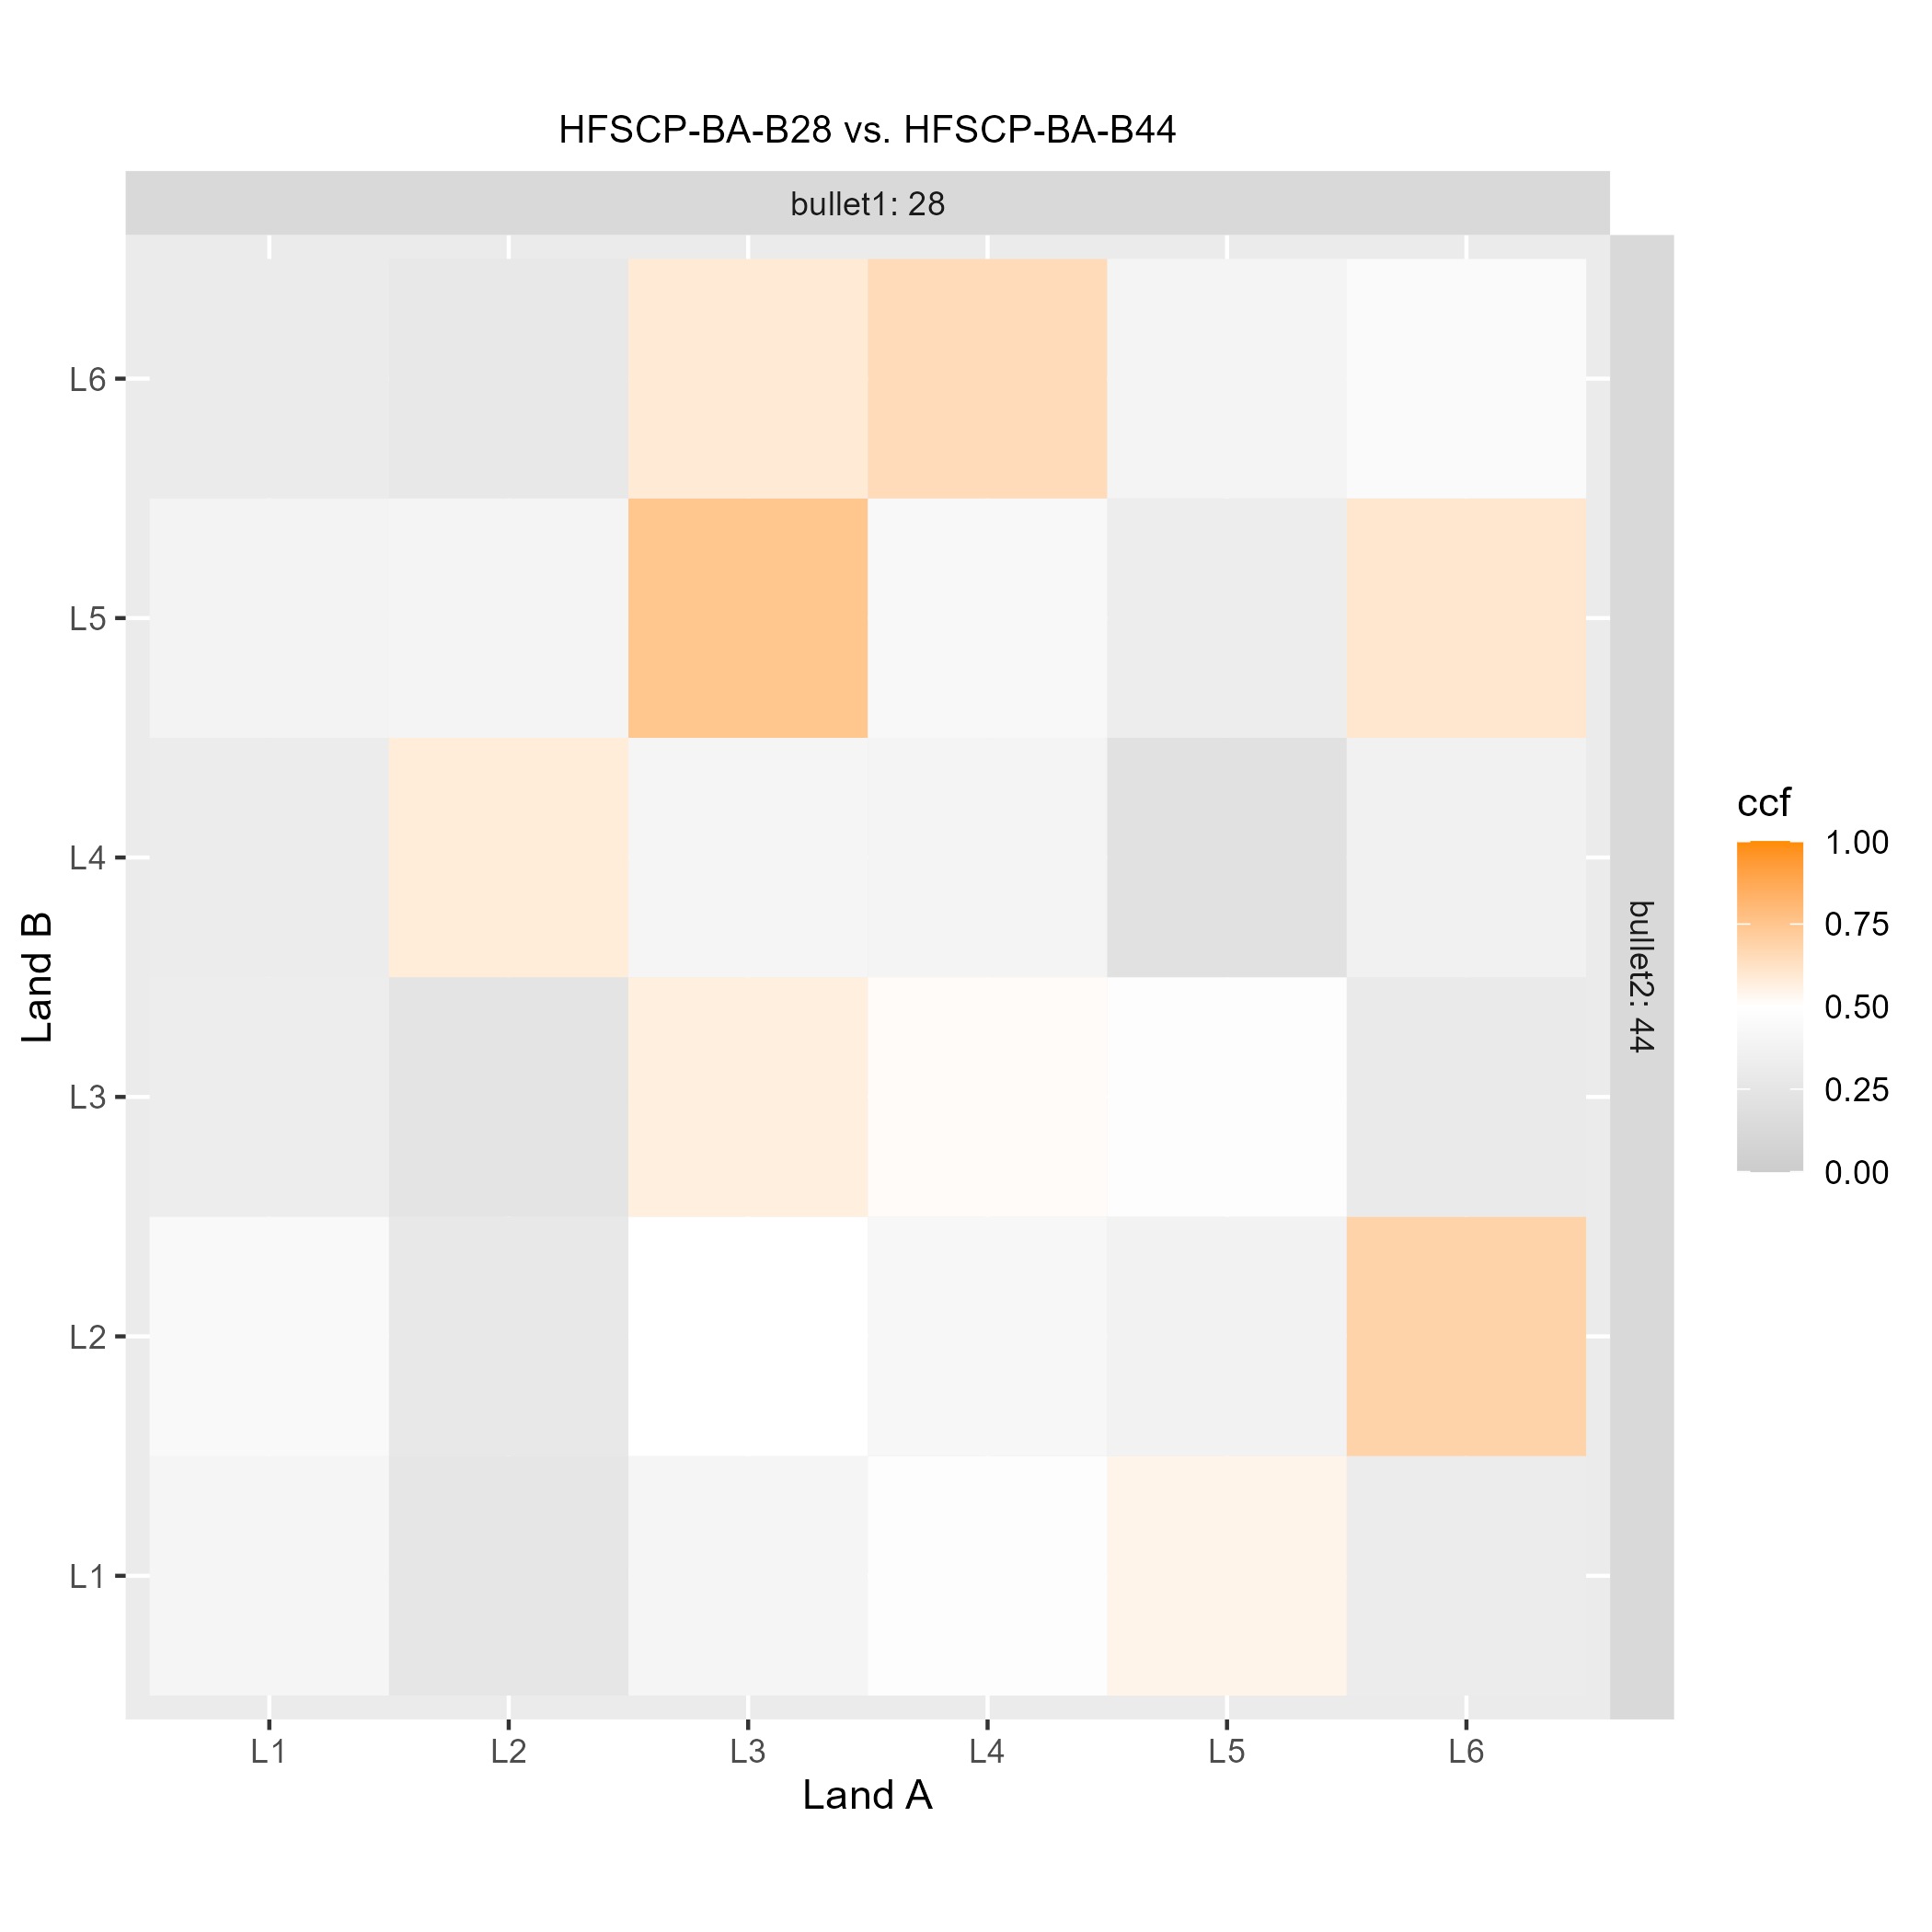 HFSCP-BA-B28 vs. HFSCP-BA-B44
bullet1: 28
L6
L5
L4
L3
L2
L1
Land B
bullet2: 44
ccf
1.00
0.75
0.50
0.25
0.00
L1 L2 L3 L4 L5 L6
Land A